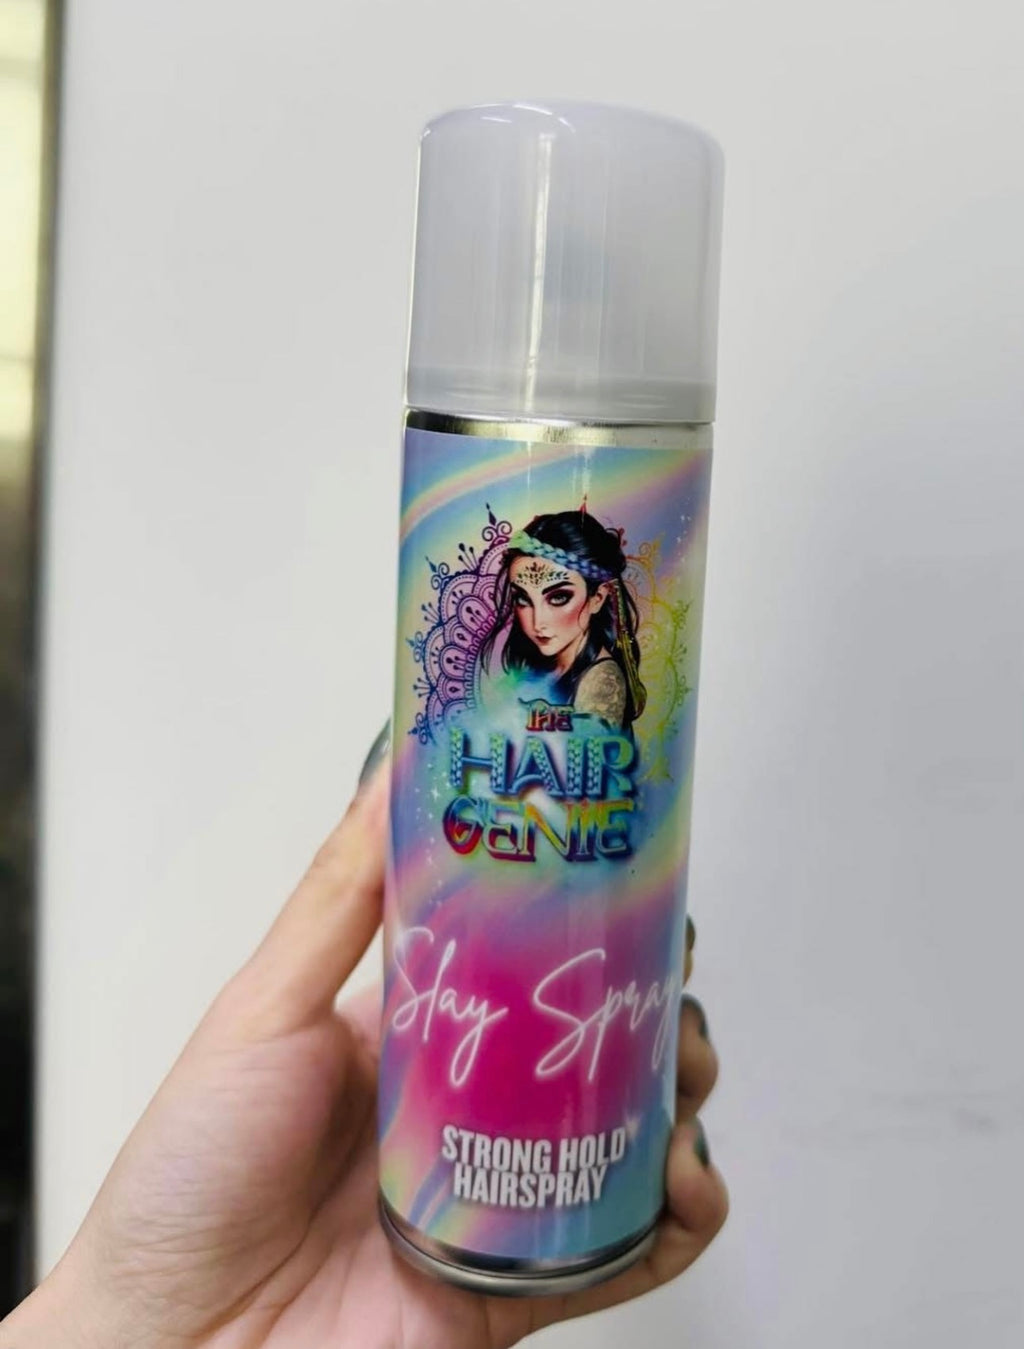 THE
HAIR
GENIE
Slay Spray
STRONG HOLD
HAIRSPRAY